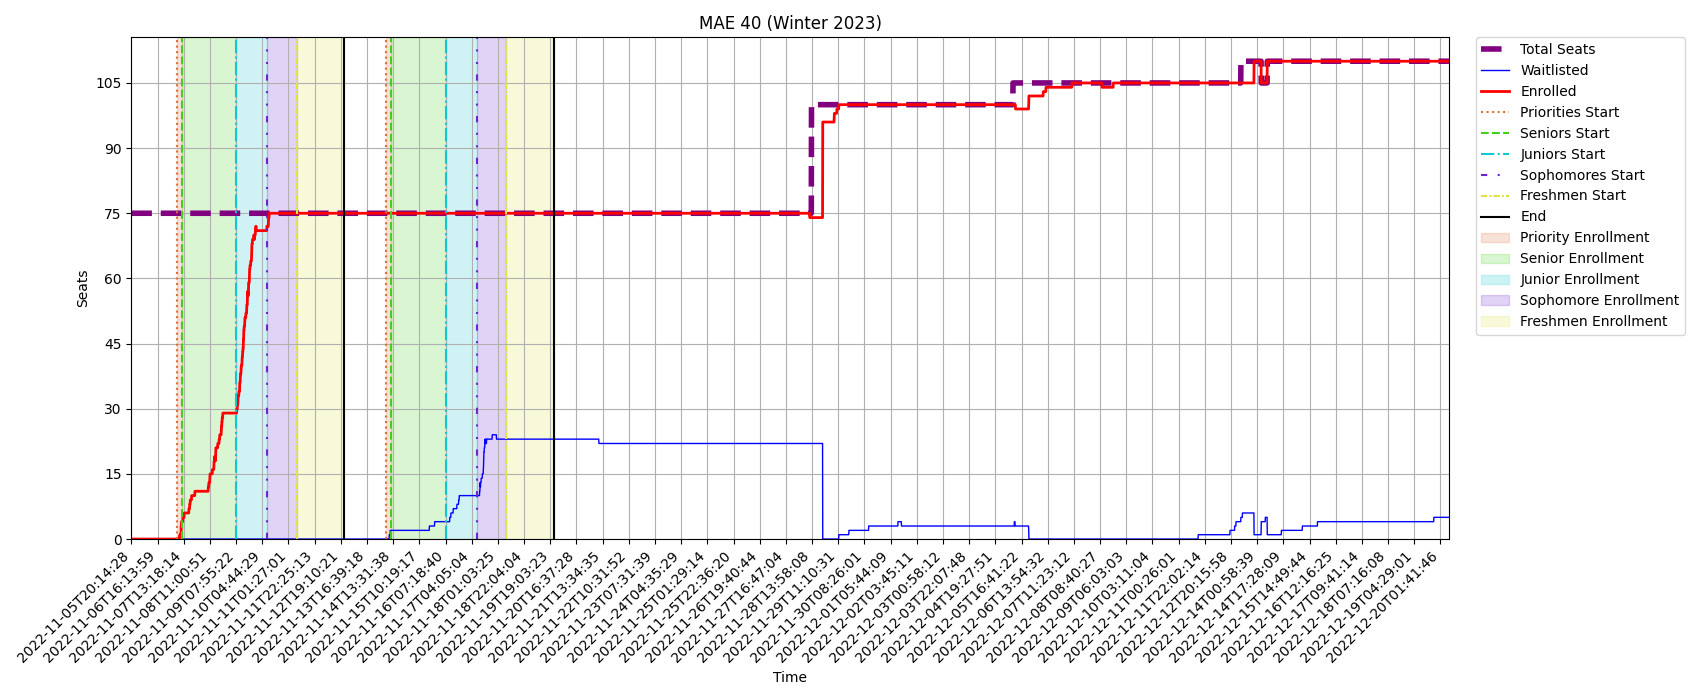 MAE 40 (Winter 2023)
Seats
105
90
75
60
45
30
15
0
2022-11-05T20:14:28
2022-11-06T16:13:59
2022-11-07T13:18:14
2022-11-08T11:00:51
2022-11-09T07:55:22
2022-11-10T04:44:29
2022-11-11T01:27:01
2022-11-11T22:25:13
2022-11-12T19:10:21
2022-11-13T16:39:18
2022-11-14T13:31:38
2022-11-15T10:19:17
2022-11-16T07:18:40
2022-11-17T04:05:04
2022-11-18T01:03:25
2022-11-18T22:04:04
2022-11-19T19:03:23
2022-11-20T16:37:28
2022-11-21T13:34:35
2022-11-22T10:31:52
2022-11-23T07:31:39
2022-11-24T04:35:29
2022-11-25T01:29:14
2022-11-25T22:36:20
2022-11-26T19:40:44
2022-11-27T16:47:04
2022-11-28T13:58:08
2022-11-29T11:10:31
2022-11-30T08:26:01
2022-12-01T05:44:09
2022-12-02T03:45:11
2022-12-03T00:58:12
2022-12-03T22:07:48
2022-12-04T19:27:51
2022-12-05T16:41:22
2022-12-06T13:54:32
2022-12-07T11:23:12
2022-12-08T08:40:27
2022-12-09T06:03:03
2022-12-10T03:11:04
2022-12-11T00:26:01
2022-12-11T22:02:14
2022-12-12T20:15:58
2022-12-14T00:58:39
2022-12-14T17:28:09
2022-12-15T14:49:44
2022-12-16T12:16:25
2022-12-17T09:41:14
2022-12-18T07:16:08
2022-12-19T04:29:01
2022-12-20T01:41:46
Time
Total Seats
Waitlisted
Enrolled
Priorities Start
Seniors Start
Juniors Start
Sophomores Start
Freshmen Start
End
Priority Enrollment
Senior Enrollment
Junior Enrollment
Sophomore Enrollment
Freshmen Enrollment